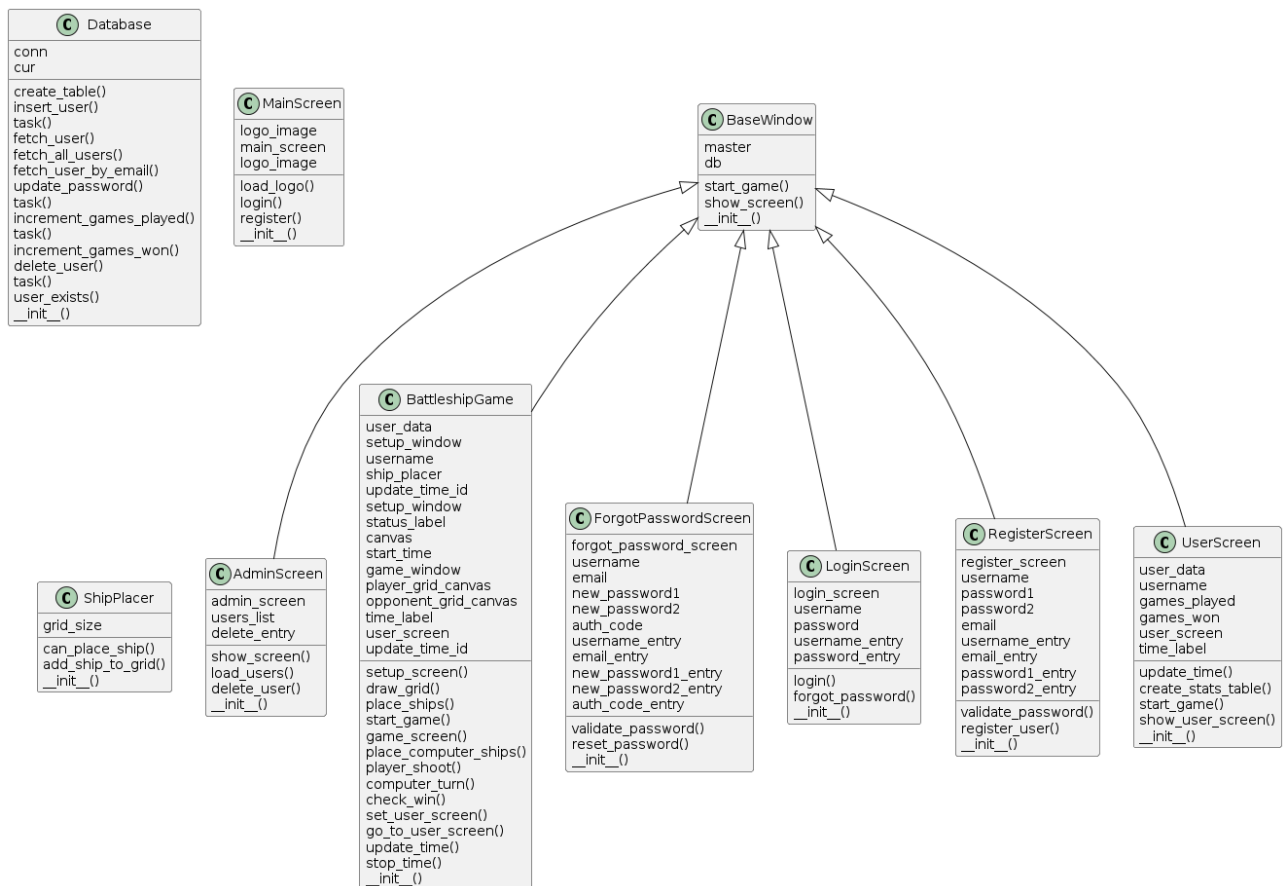 C Database
conn
cur
create_table()
insert_user()
task()
fetch_user()
fetch_all_users()
fetch_user_by_email()
update_password()
task()
increment_games_played()
task()
increment_games_won()
delete_user()
task()
user_exists()
__init__()
C MainScreen
logo_image
main_screen
logo_image
load_logo()
login()
register()
__init__()
C BaseWindow
master
db
start_game()
show_screen()
__init__()
C ShipPlacer
grid_size
can_place_ship()
add_ship_to_grid()
__init__()
C AdminScreen
admin_screen
users_list
delete_entry
show_screen()
load_users()
delete_user()
__init__()
C BattleshipGame
user_data
setup_window
username
ship_placer
update_time_id
setup_window
status_label
canvas
start_time
game_window
player_grid_canvas
opponent_grid_canvas
time_label
user_screen
update_time_id
setup_screen()
draw_grid()
place_ships()
start_game()
game_screen()
place_computer_ships()
player_shoot()
computer_turn()
check_win()
set_user_screen()
go_to_user_screen()
update_time()
stop_time()
__init__()
C ForgotPasswordScreen
forgot_password_screen
username
email
new_password1
new_password2
auth_code
username_entry
email_entry
new_password1_entry
new_password2_entry
auth_code_entry
validate_password()
reset_password()
__init__()
C LoginScreen
login_screen
username
password
username_entry
password_entry
login()
forgot_password()
__init__()
C RegisterScreen
register_screen
username
password1
password2
email
username_entry
email_entry
password1_entry
password2_entry
validate_password()
register_user()
__init__()
C UserScreen
user_data
username
games_played
games_won
user_screen
time_label
update_time()
create_stats_table()
start_game()
show_user_screen()
__init__()